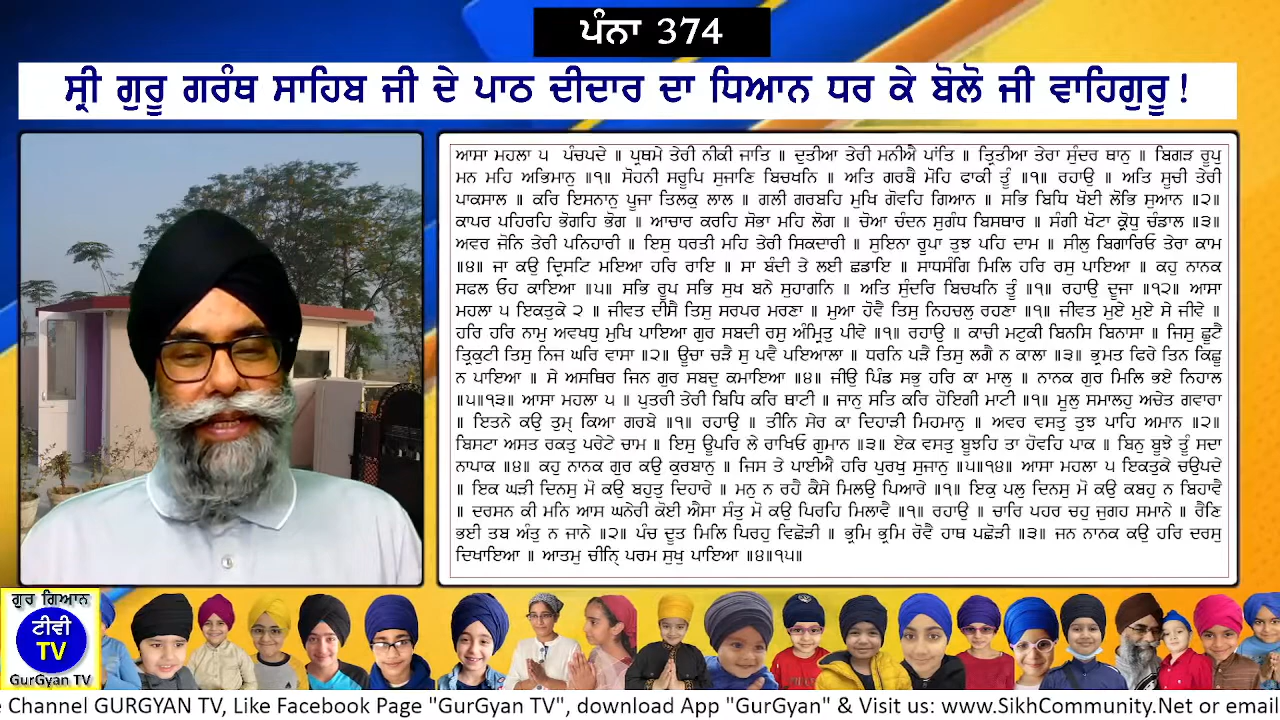 ਪੰਨਾ 374
ਸ੍ਰੀ ਗੁਰੂ ਗਰੰਥ ਸਾਹਿਬ ਜੀ ਦੇ ਪਾਠ ਦੀਦਾਰ ਦਾ ਧਿਆਨ ਧਰ ਕੇ ਬੋਲੋ ਜੀ ਵਾਹਿਗੁਰੂ!
ਆਸਾ ਮਹਲਾ ੫ ਪੰਚਪਦੇ ॥ ਪ੍ਰਥਮੇ ਤੇਰੀ ਨੀਕੀ ਜਾਤਿ ॥ ਦੁਤੀਆ ਤੇਰੀ ਮਨੀਐ ਪਾਂਤਿ ॥ ਤ੍ਰਿਤੀਆ ਤੇਰਾ ਸੁੰਦਰ ਥਾਨੁ ॥ ਬਿਗੜ ਰੂਪੁ
ਮਨ ਮਹਿ ਅਭਿਮਾਨੁ ॥੧॥ ਸੋਹਨੀ ਸਰੂਪਿ ਸੁਜਾਣਿ ਬਿਚਖਨਿ ॥ ਅਤਿ ਗਰਬੈ ਮੋਹਿ ਫਾਕੀ ਤੂੰ ॥੧॥ ਰਹਾਉ ॥ ਅਤਿ ਸੂਚੀ ਤੇਰੀ
ਪਾਕਸਾਲ ॥ ਕਰਿ ਇਸਨਾਨੁ ਪੂਜਾ ਤਿਲਕੁ ਲਾਲ ॥ ਗਲੀ ਗਰਬਹਿ ਮੁਖਿ ਗੋਵਹਿ ਗਿਆਨ ॥ ਸਭਿ ਬਿਧਿ ਖੋਈ ਲੋਭਿ ਸੁਆਨ ॥੨॥
ਕਾਪਰ ਪਹਿਰਹਿ ਭੋਗਹਿ ਭੋਗ ॥ ਆਚਾਰ ਕਰਹਿ ਸੋਭਾ ਮਹਿ ਲੋਗ ॥ ਚੋਆ ਚੰਦਨ ਸੁਗੰਧ ਬਿਸਥਾਰ ॥ ਸੰਗੀ ਖੋਟਾ ਕ੍ਰੋਧੁ ਚੰਡਾਲ ॥੩॥
ਅਵਰ ਜੋਨਿ ਤੇਰੀ ਪਨਿਹਾਰੀ ॥ ਇਸੁ ਧਰਤੀ ਮਹਿ ਤੇਰੀ ਸਿਕਦਾਰੀ ॥ ਸੁਇਨਾ ਰੂਪਾ ਤੁਝ ਪਹਿ ਦਾਮ ॥ ਸੀਲੁ ਬਿਗਾਰਿਓ ਤੇਰਾ ਕਾਮ
॥੪॥ ਜਾ ਕਉ ਦ੍ਰਿਸਟਿ ਮਇਆ ਹਰਿ ਰਾਇ ॥ ਸਾ ਬੰਦੀ ਤੇ ਲਈ ਛਡਾਇ ॥ ਸਾਧਸੰਗਿ ਮਿਲਿ ਹਰਿ ਰਸੁ ਪਾਇਆ ॥ ਕਹੁ ਨਾਨਕ
ਸਫਲ ਓਹ ਕਾਇਆ ॥੫॥ ਸਭਿ ਰੂਪ ਸਭਿ ਸੁਖ ਬਨੇ ਸੁਹਾਗਨਿ ॥ ਅਤਿ ਸੁੰਦਰਿ ਬਿਚਖਨਿ ਤੂੰ ॥੧॥ ਰਹਾਉ ਦੂਜਾ ॥੧੨॥ ਆਸਾ
ਮਹਲਾ ੫ ਇਕਤੁਕੇ ੨ ॥ ਜੀਵਤ ਦੀਸੈ ਤਿਸੁ ਸਰਪਰ ਮਰਣਾ ॥ ਮੁਆ ਹੋਵੈ ਤਿਸੁ ਨਿਹਚਲੁ ਰਹਣਾ ॥੧॥ ਜੀਵਤ ਮੁਏ ਮੁਏ ਸੇ ਜੀਵੇ ॥
ਹਰਿ ਹਰਿ ਨਾਮੁ ਅਵਖਧੁ ਮੁਖਿ ਪਾਇਆ ਗੁਰ ਸਬਦੀ ਰਸੁ ਅੰਮ੍ਰਿਤੁ ਪੀਵੇ ॥੧॥ ਰਹਾਉ ॥ ਕਾਚੀ ਮਟੁਕੀ ਬਿਨਸਿ ਬਿਨਾਸਾ ॥ ਜਿਸੁ ਛੂਟੈ
ਤ੍ਰਿਕੁਟੀ ਤਿਸੁ ਨਿਜ ਘਰਿ ਵਾਸਾ ॥੨॥ ਊਚਾ ਚੜੈ ਸੁ ਪਵੈ ਪਇਆਲਾ ॥ ਧਰਨਿ ਪੜੈ ਤਿਸੁ ਲਗੈ ਨ ਕਾਲਾ ॥੩॥ ਭ੍ਰਮਤ ਫਿਰੇ ਤਿਨ ਕਿਛੂ
ਨ ਪਾਇਆ ॥ ਸੇ ਅਸਥਿਰ ਜਿਨ ਗੁਰ ਸਬਦੁ ਕਮਾਇਆ ॥੪॥ ਜੀਉ ਪਿੰਡ ਸਭੁ ਹਰਿ ਕਾ ਮਾਲੁ ॥ ਨਾਨਕ ਗੁਰ ਮਿਲਿ ਭਏ ਨਿਹਾਲ
॥੫॥੧੩॥ ਆਸਾ ਮਹਲਾ ੫ ॥ ਪੁਤਰੀ ਤੇਰੀ ਬਿਧਿ ਕਰਿ ਥਾਟੀ ॥ ਜਾਨੁ ਸਤਿ ਕਰਿ ਹੋਇਗੀ ਮਾਟੀ ॥੧॥ ਮੂਲੁ ਸਮਾਲਹੁ ਅਚੇਤ ਗਵਾਰਾ
॥ ਇਤਨੇ ਕਉ ਤੁਮ੍ ਕਿਆ ਗਰਬੇ ॥੧॥ ਰਹਾਉ ॥ ਤੀਨਿ ਸੇਰ ਕਾ ਦਿਹਾੜੀ ਮਿਹਮਾਨੁ ॥ ਅਵਰ ਵਸਤੁ ਤੁਝ ਪਾਹਿ ਅਮਾਨ ॥੨॥
ਬਿਸਟਾ ਅਸਤ ਰਕਤੁ ਪਰੇਟੇ ਚਾਮ ॥ ਇਸੁ ਊਪਰਿ ਲੇ ਰਾਖਿਓ ਗੁਮਾਨ ॥੩॥ ਏਕ ਵਸਤੁ ਬੂਝਹਿ ਤਾ ਹੋਵਹਿ ਪਾਕ ॥ ਬਿਨੁ ਬੂਝੇ ਤੂੰ ਸਦਾ
ਨਾਪਾਕ ॥੪॥ ਕਹੁ ਨਾਨਕ ਗੁਰ ਕਉ ਕੁਰਬਾਨੁ ॥ ਜਿਸ ਤੇ ਪਾਈਐ ਹਰਿ ਪੁਰਖੁ ਸੁਜਾਨੁ ॥੫॥੧੪॥ ਆਸਾ ਮਹਲਾ ੫ ਇਕਤੁਕੇ ਚਉਪਦੇ
॥ ਇਕ ਘੜੀ ਦਿਨਸੁ ਮੋ ਕਉ ਬਹੁਤੁ ਦਿਹਾਰੇ ॥ ਮਨੁ ਨ ਰਹੈ ਕੈਸੇ ਮਿਲਉ ਪਿਆਰੇ ॥੧॥ ਇਕੁ ਪਲੁ ਦਿਨਸੁ ਮੋ ਕਉ ਕਬਹੁ ਨ ਬਿਹਾਵੈ
॥ ਦਰਸਨ ਕੀ ਮਨਿ ਆਸ ਘਨੇਰੀ ਕੋਈ ਐਸਾ ਸੰਤੁ ਮੋ ਕਉ ਪਿਰਹਿ ਮਿਲਾਵੈ ॥੧॥ ਰਹਾਉ ॥ ਚਾਰਿ ਪਹਰ ਚਹੁ ਜੁਗਹ ਸਮਾਨੇ ॥ ਰੈਣਿ
ਭਈ ਤਬ ਅੰਤੁ ਨ ਜਾਨੇ ॥੨॥ ਪੰਚ ਦੂਤ ਮਿਲਿ ਪਿਰਹੁ ਵਿਛੋੜੀ ॥ ਭ੍ਰਮਿ ਭ੍ਰਮਿ ਰੋਵੈ ਹਾਥ ਪਛੋੜੀ ॥੩॥ ਜਨ ਨਾਨਕ ਕਉ ਹਰਿ ਦਰਸੁ
ਦਿਖਾਇਆ ॥ ਆਤਮੁ ਚੀਨ੍ਿ ਪਰਮ ਸੁਖੁ ਪਾਇਆ ॥੪॥੧੫॥
ਗੁਰ ਗਿਆਨ
ਟੀਵੀ
TV
GurGyan TV
e Channel GURGYAN TV, Like Facebook Page "GurGyan TV", download App "GurGyan" & Visit us: www.SikhCommunity.Net or email